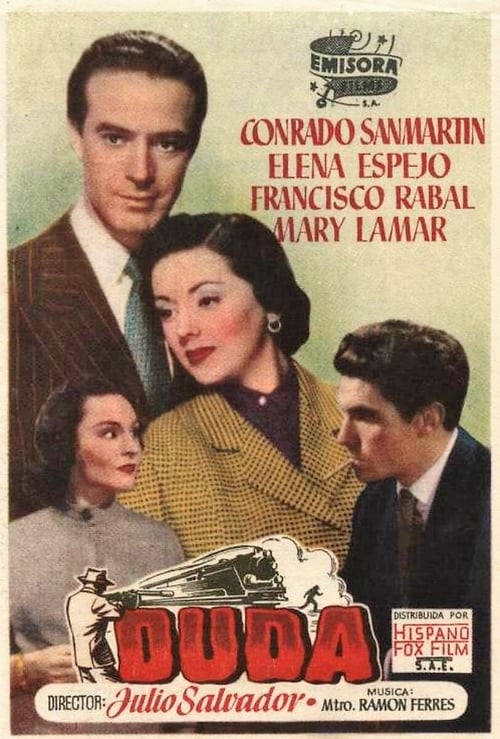 EMISORA
FILMS
S.A.
CONRADO SANMARTIN
ELENA ESPEJO
FRANCISCO RABAL
MARY LAMAR
DUDA
DISTRIBUIDA POR
HISPANO
FOX FILM
S.A.E.
DIRECTOR: Julio Salvador •
MUSICA:
Mtro. RAMON FERRES